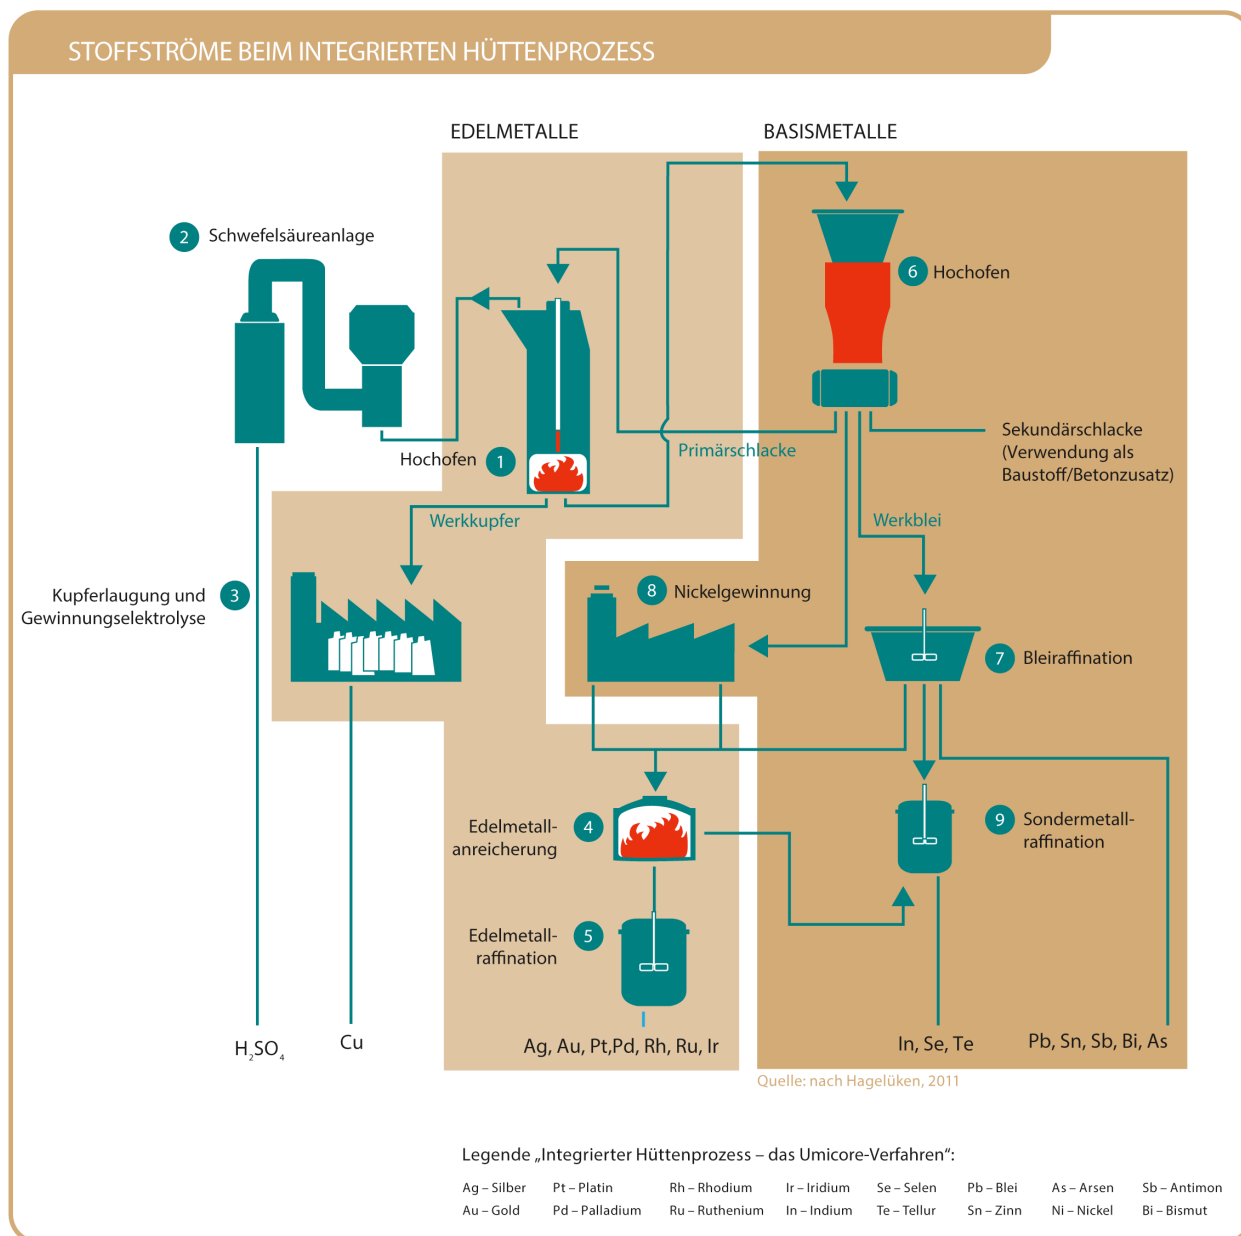 STOFFSTRÖME BEIM INTEGRIERTEN HÜTTENPROZESS
EDELMETALLE
BASISMETALLE
2 Schwefelsäureanlage
6 Hochofen
Hochofen 1
Primärschlacke
Sekundärschlacke
(Verwendung als
Baustoff/Betonzusatz)
Werkkupfer
Werkblei
Kupferlaugung und
Gewinnungselektrolyse
3
8 Nickelgewinnung
7 Bleiraffination
Edelmetall-
anreicherung
4
9 Sondermetall-
raffination
Edelmetall-
raffination
5
H₂SO₄
Cu
Ag, Au, Pt,Pd, Rh, Ru, Ir
In, Se, Te
Pb, Sn, Sb, Bi, As
Quelle: nach Hagelüken, 2011
Legende „Integrierter Hüttenprozess – das Umicore-Verfahren“:
Ag – Silber Pt – Platin Rh – Rhodium Ir – Iridium Se – Selen Pb – Blei As – Arsen Sb – Antimon
Au – Gold Pd – Palladium Ru – Ruthenium In – Indium Te – Tellur Sn – Zinn Ni – Nickel Bi – Bismut